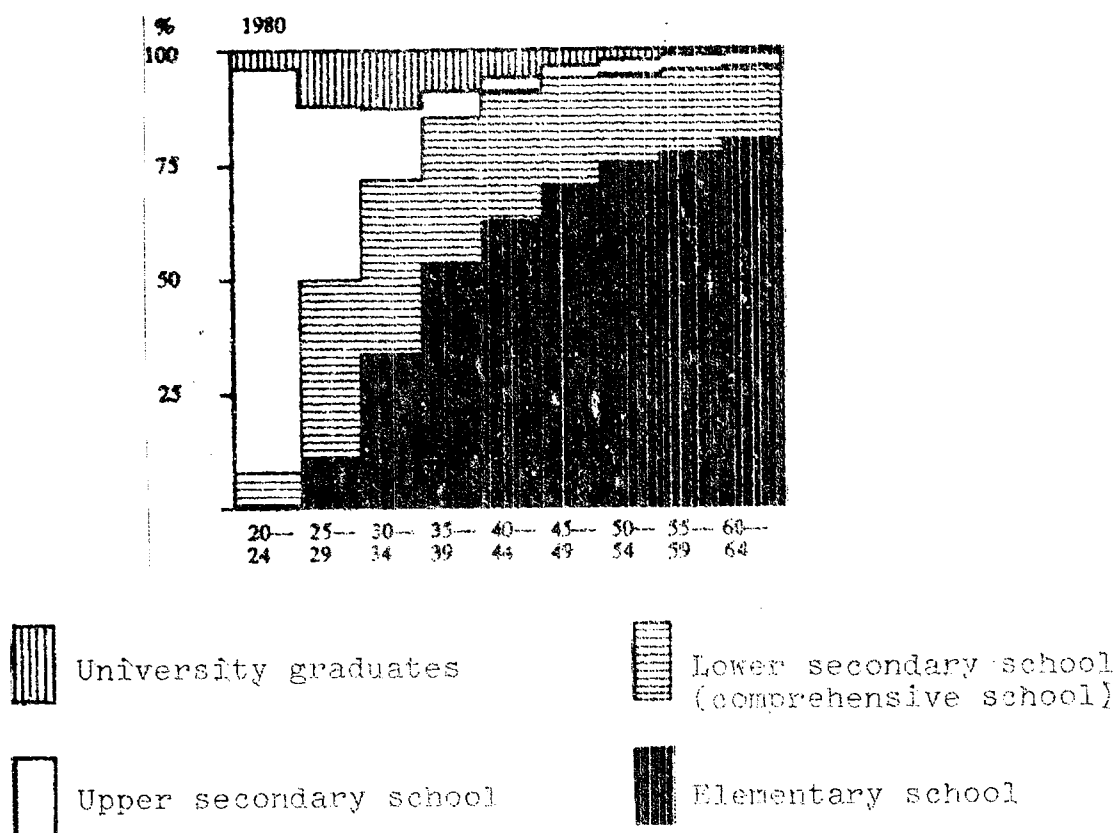 % 1980
100
75
50
25
20-- 25-- 30-- 35-- 40-- 45-- 50-- 55-- 60--
24 29 34 39 44 49 54 59 64
University graduates
Lower secondary school
(comprehensive school)
Upper secondary school
Elementary school